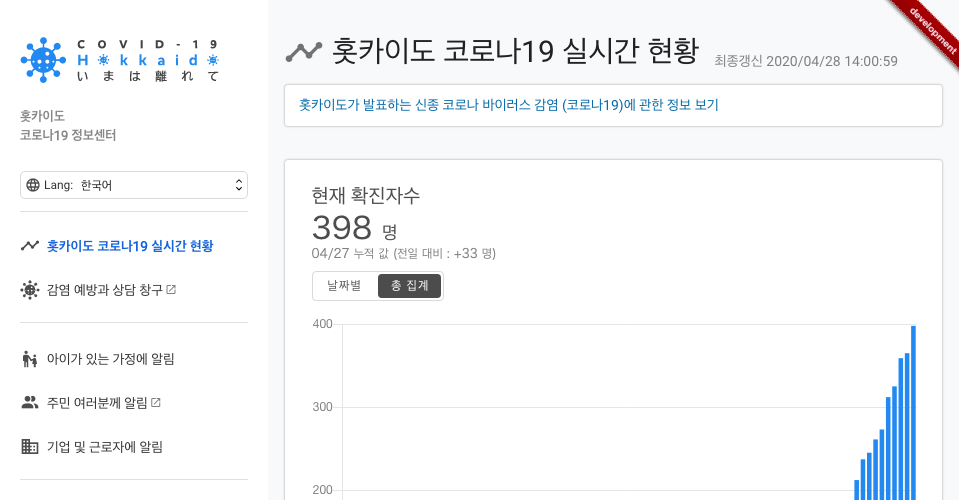 COVID-19
Hokkaido
いまは離れて
홋카이도
코로나19 정보센터
Lang: 한국어
홋카이도 코로나19 실시간 현황
감염 예방과 상담 창구
아이가 있는 가정에 알림
주민 여러분께 알림
기업 및 근로자에 알림
development
홋카이도 코로나19 실시간 현황
최종갱신 2020/04/28 14:00:59
홋카이도가 발표하는 신종 코로나 바이러스 감염 (코로나19)에 관한 정보 보기
현재 확진자수
398 명
04/27 누적 값 (전일 대비 : +33 명)
날짜별 총 집계
400
300
200